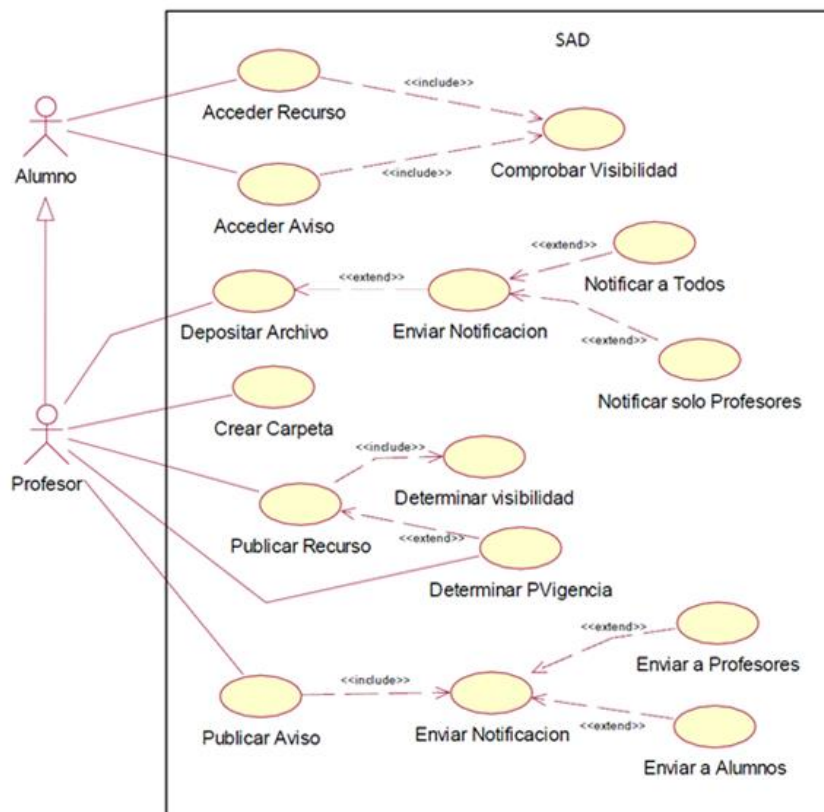 SAD
<<include>>
Acceder Recurso
Comprobar Visibilidad
Alumno
<<include>>
Acceder Aviso
<<extend>>
Notificar a Todos
<<extend>>
Depositar Archivo
Enviar Notificacion
<<extend>>
Notificar solo Profesores
Crear Carpeta
<<include>>
Profesor
Determinar visibilidad
Publicar Recurso
<<extend>>
Determinar PVigencia
<<extend>>
Enviar a Profesores
<<include>>
Publicar Aviso
Enviar Notificacion
<<extend>>
Enviar a Alumnos